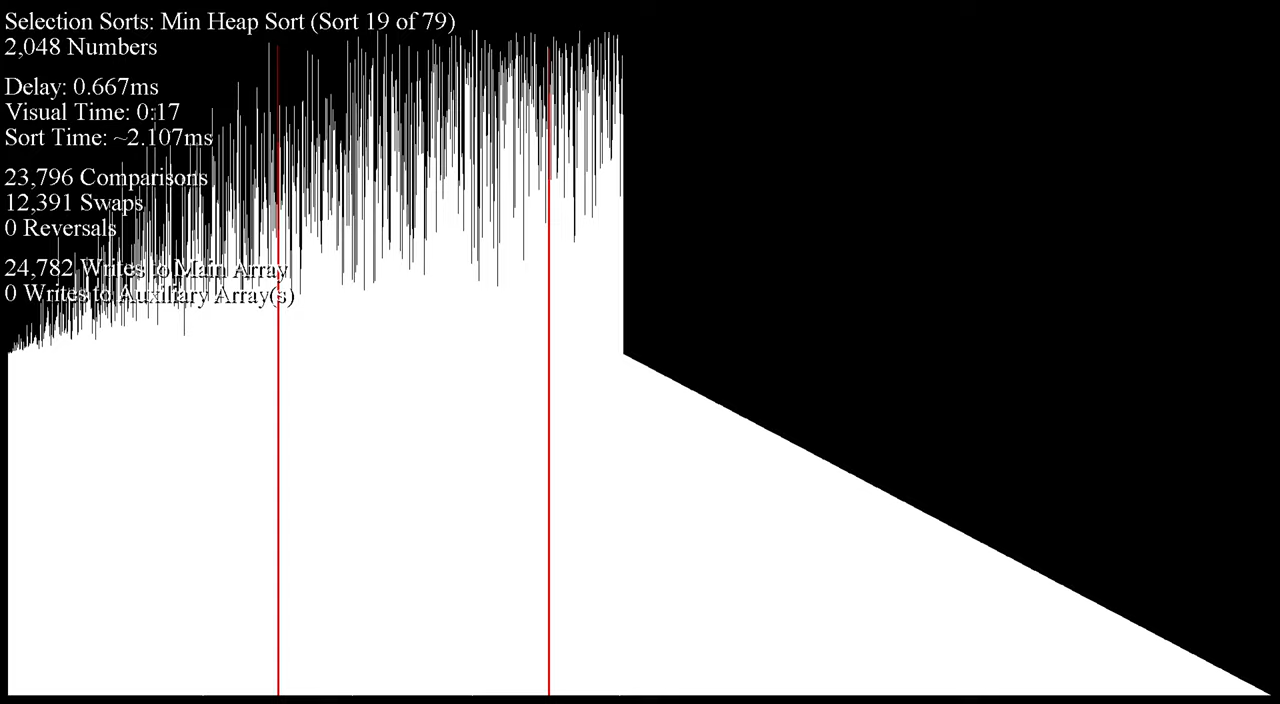 Selection Sorts: Min Heap Sort (Sort 19 of 79)
2,048 Numbers
Delay: 0.667ms
Visual Time: 0:17
Sort Time: ~2.107ms
23,796 Comparisons
12,391 Swaps
0 Reversals
24,782 Writes to Main Array
0 Writes to Auxiliary Array(s)